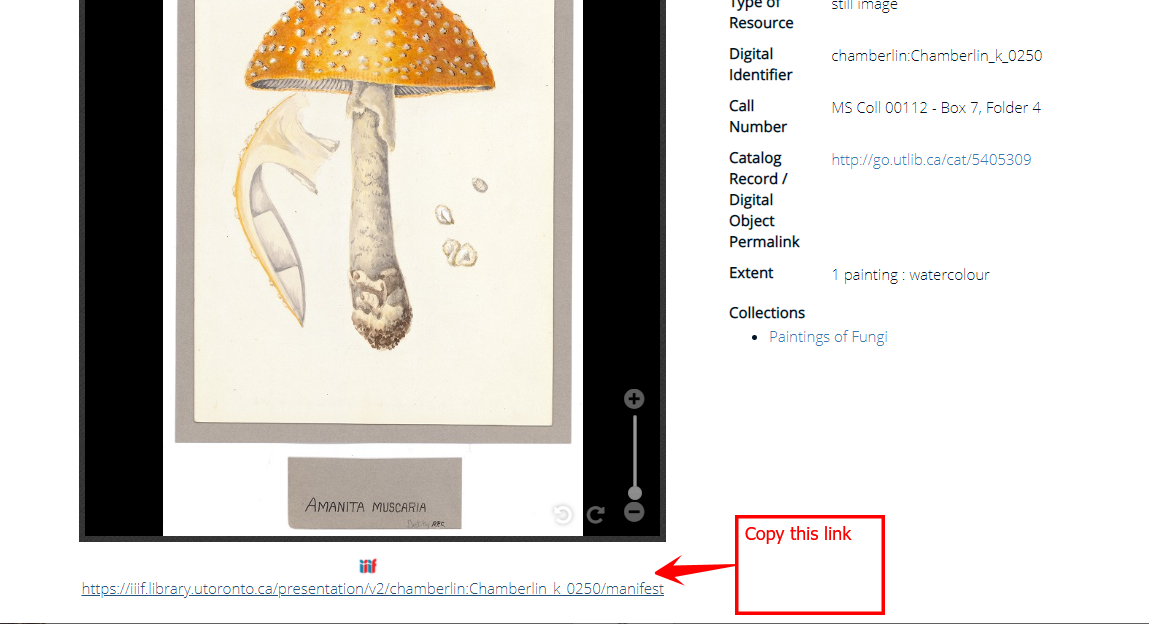 Type of
Resource
still image
Digital
Identifier
chamberlin:Chamberlin_k_0250
Call
Number
MS Coll 00112 - Box 7, Folder 4
Catalog
Record /
Digital
Object
Permalink
http://go.utlib.ca/cat/5405309
Extent
1 painting : watercolour
Collections
Paintings of Fungi
AMANITA MUSCARIA
REC
iiif
https://iiif.library.utoronto.ca/presentation/v2/chamberlin:Chamberlin_k_0250/manifest
Copy this link